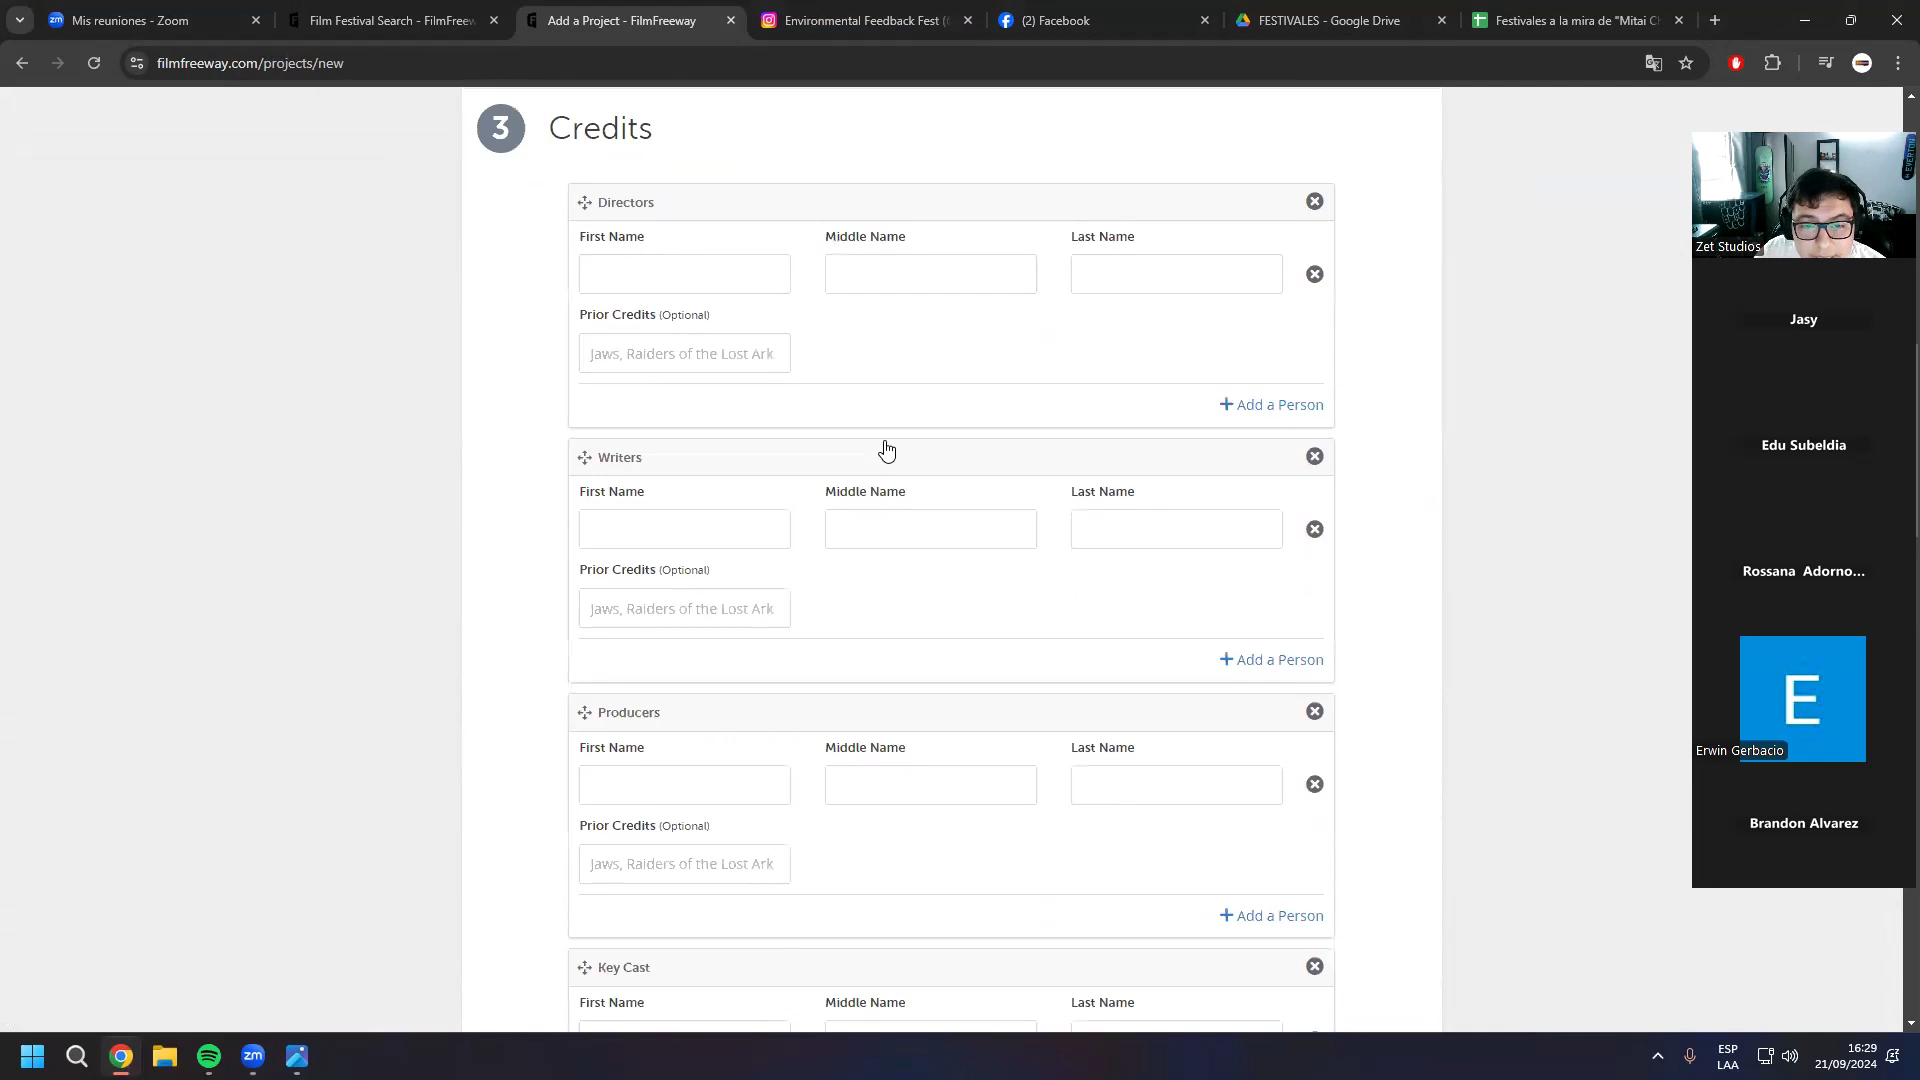 zm Mis reuniones - Zoom
Film Festival Search - FilmFreew
Add a Project - FilmFreeway
Environmental Feedback Fest (
(2) Facebook
FESTIVALES - Google Drive
Festivales a la mira de "Mitai C
filmfreeway.com/projects/new
3 Credits
Directors
First Name Middle Name Last Name
Prior Credits (Optional)
Jaws, Raiders of the Lost Ark
Add a Person
Writers
First Name Middle Name Last Name
Prior Credits (Optional)
Jaws, Raiders of the Lost Ark
Add a Person
Producers
First Name Middle Name Last Name
Prior Credits (Optional)
Jaws, Raiders of the Lost Ark
Add a Person
Key Cast
First Name Middle Name Last Name
EVERTON
Zet Studios
Jasy
Edu Subeldia
Rossana Adorno...
E
Erwin Gerbacio
Brandon Alvarez
zm
ESP
LAA
16:29
21/09/2024